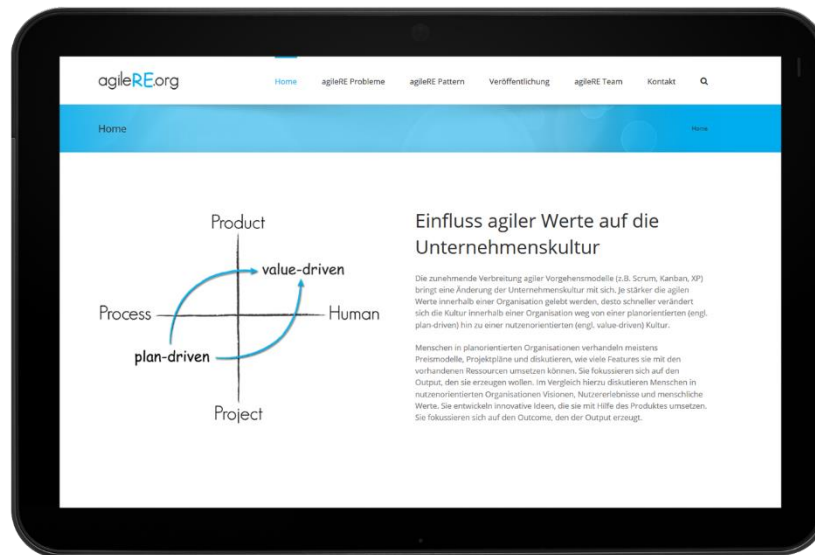 agileRE.org
Home agileRE Probleme agileRE Pattern Veröffentlichung agileRE Team Kontakt
Home Home
Product
value-driven
Process Human
plan-driven
Project
Einfluss agiler Werte auf die
Unternehmenskultur
Die zunehmende Verbreitung agiler Vorgehensmodelle (z.B. Scrum, Kanban, XP)
bringt eine Änderung der Unternehmenskultur mit sich. Je stärker die agilen
Werte innerhalb einer Organisation gelebt werden, desto schneller verändert
sich die Kultur innerhalb einer Organisation weg von einer planorientierten (engl.
plan-driven) hin zu einer nutzenorientierten (engl. value-driven) Kultur.
Menschen in planorientierten Organisationen verhandeln meistens
Preismodelle, Projektpläne und diskutieren, wie viele Features sie mit den
vorhandenen Ressourcen umsetzen können. Sie fokussieren sich auf den
Output, den sie erzeugen wollen. Im Vergleich hierzu diskutieren Menschen in
nutzenorientierten Organisationen Visionen, Nutzererlebnisse und menschliche
Werte. Sie entwickeln innovative Ideen, die sie mit Hilfe des Produktes umsetzen.
Sie fokussieren sich auf den Outcome, den der Output erzeugt.